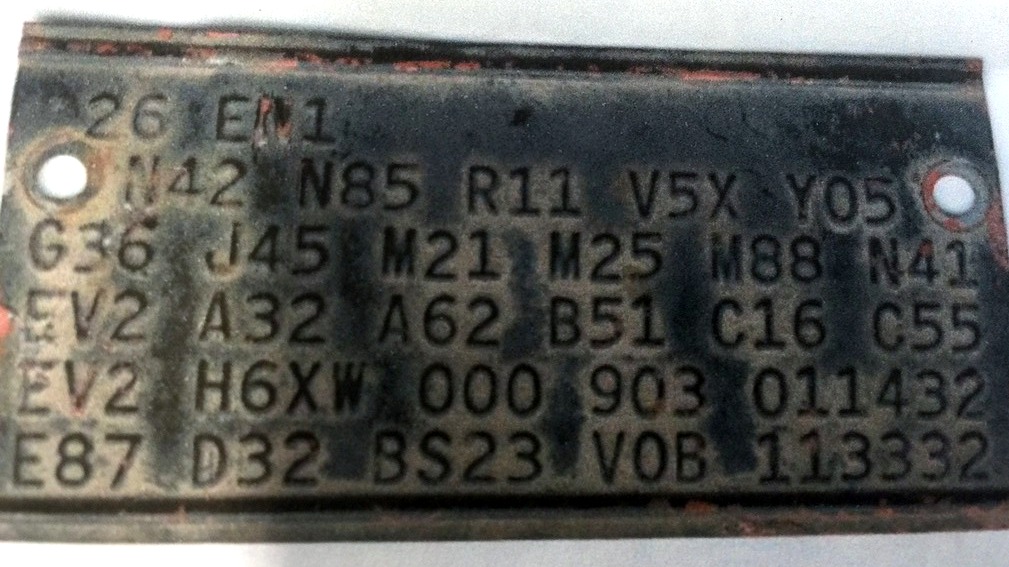 26 EN1
N42 N85 R11 V5X Y05
G36 J45 M21 M25 M88 N41
EV2 A32 A62 B51 C16 C55
EV2 H6XW 000 903 011432
E87 D32 BS23 V0B 113332